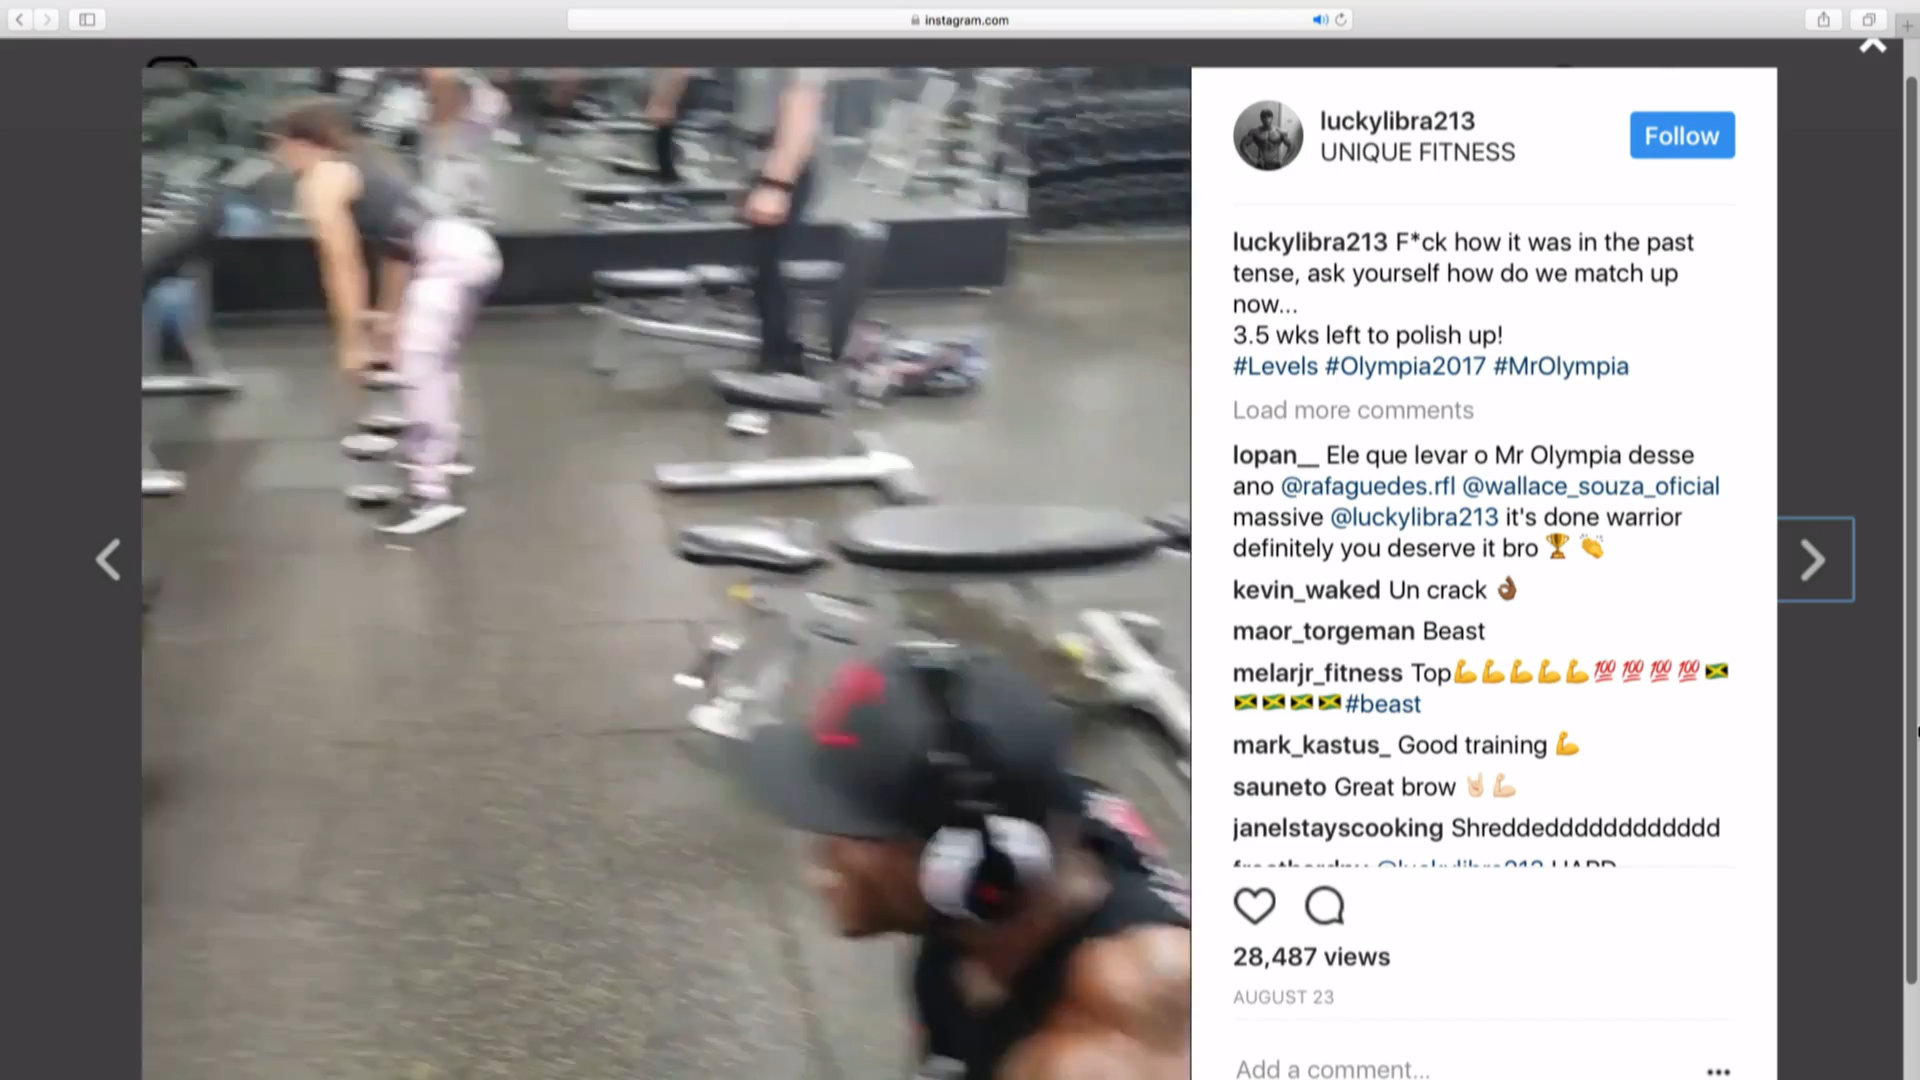 instagram.com
luckylibra213
UNIQUE FITNESS
Follow
luckylibra213 F*ck how it was in the past
tense, ask yourself how do we match up
now...
3.5 wks left to polish up!
#Levels #Olympia2017 #MrOlympia
Load more comments
lopan__ Ele que levar o Mr Olympia desse
ano @rafaguedes.rfl @wallace_souza_oficial
massive @luckylibra213 it's done warrior
definitely you deserve it bro 🏆 👏
kevin_waked Un crack 👌🏾
maor_torgeman Beast
melarjr_fitness Top💪💪💪💪💪💯💯💯💯🇯🇲
🇯🇲🇯🇲🇯🇲🇯🇲#beast
mark_kastus_ Good training 💪
sauneto Great brow 🤘🏻💪🏻
janelstayscooking Shreddedddddddddddd
28,487 views
AUGUST 23
Add a comment...